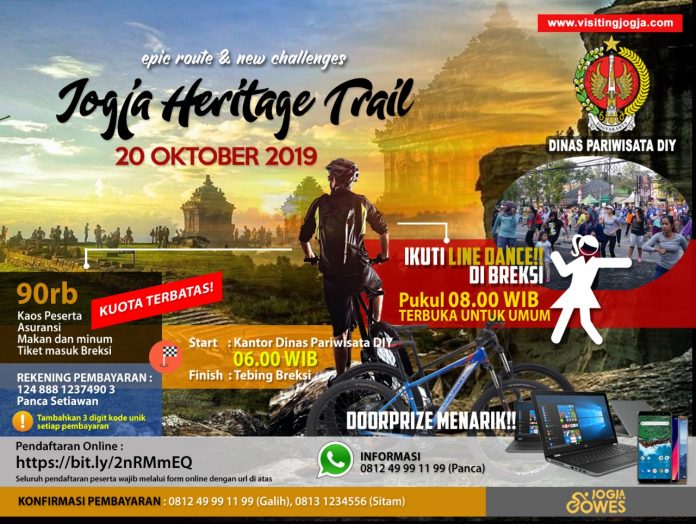 www.visitingjogja.com
epic route & new challenges
Jogja Heritage Trail
20 OKTOBER 2019
DINAS PARIWISATA DIY
IKUTI LINE DANCE!!
DI BREKSI
Pukul 08.00 WIB
TERBUKA UNTUK UMUM
90rb
KUOTA TERBATAS!
Kaos Peserta
Asuransi
Makan dan minum
Tiket masuk Breksi
Start : Kantor Dinas Pariwisata DIY
06.00 WIB
Finish : Tebing Breksi
REKENING PEMBAYARAN :
124 888 1237490 3
Panca Setiawan
Tambahkan 3 digit kode unik
setiap pembayaran
DOORPRIZE MENARIK!!
Pendaftaran Online :
https://bit.ly/2nRMmEQ
Seluruh pendaftaran peserta wajib melalui form online dengan url di atas
INFORMASI
0812 49 99 11 99 (Panca)
KONFIRMASI PEMBAYARAN : 0812 49 99 11 99 (Galih), 0813 1234556 (Sitam)
JOGJA
GOWES